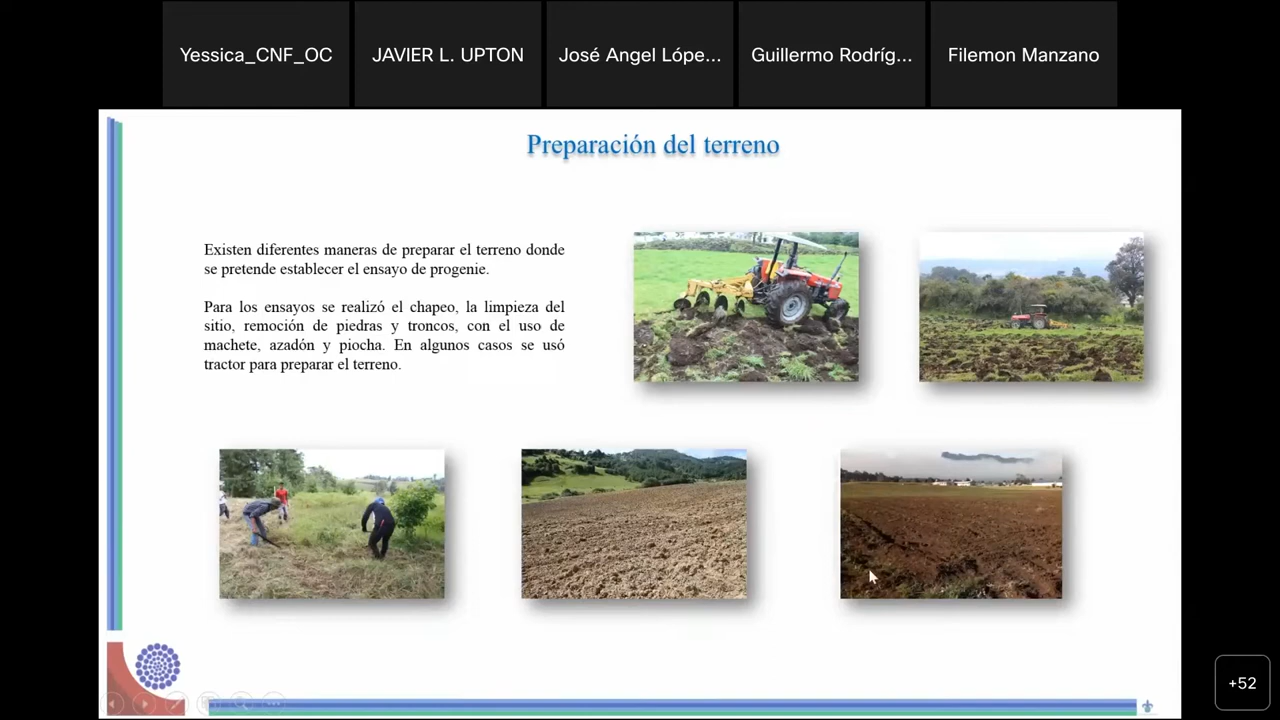 Yessica_CNF_OC
JAVIER L. UPTON
José Angel Lópe...
Guillermo Rodríg...
Filemon Manzano
Preparación del terreno
Existen diferentes maneras de preparar el terreno donde
se pretende establecer el ensayo de progenie.
Para los ensayos se realizó el chapeo, la limpieza del
sitio, remoción de piedras y troncos, con el uso de
machete, azadón y piocha. En algunos casos se usó
tractor para preparar el terreno.
+52